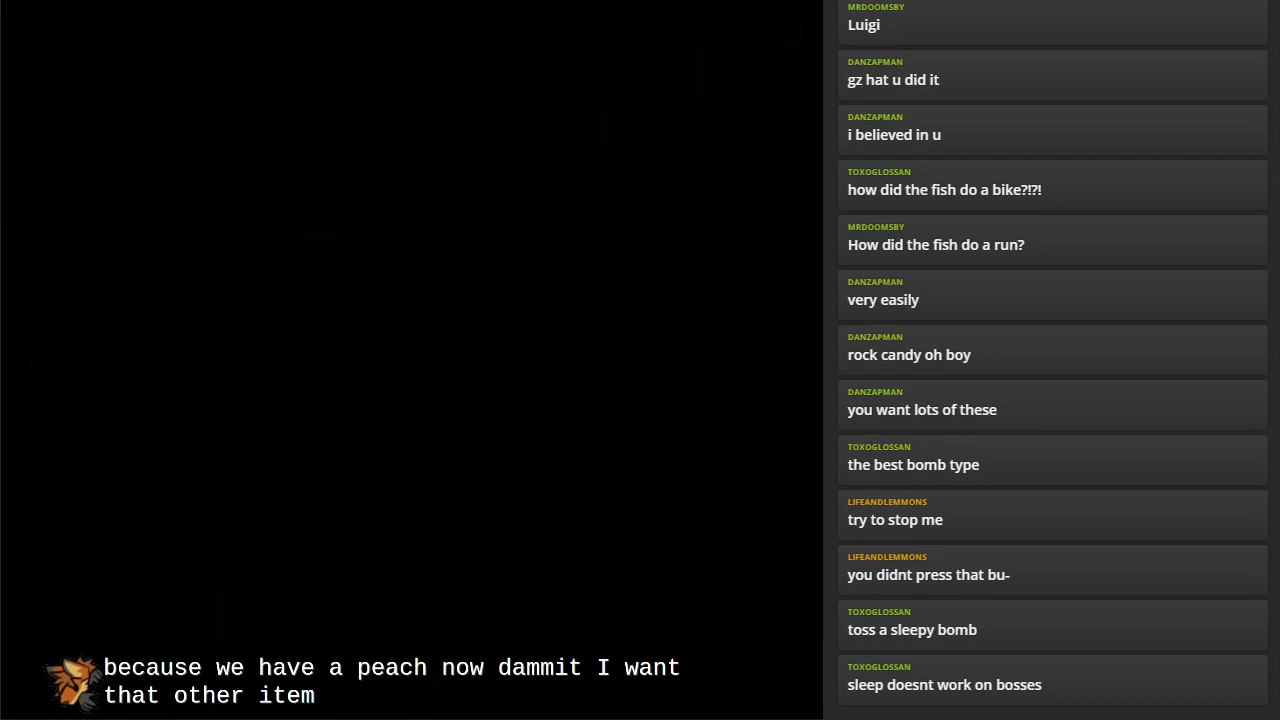 MRDOOMSBY
Luigi
DANZAPMAN
gz hat u did it
DANZAPMAN
i believed in u
TOXOGLOSSAN
how did the fish do a bike?!?!
MRDOOMSBY
How did the fish do a run?
DANZAPMAN
very easily
DANZAPMAN
rock candy oh boy
DANZAPMAN
you want lots of these
TOXOGLOSSAN
the best bomb type
LIFEANDLEMMONS
try to stop me
LIFEANDLEMMONS
you didnt press that bu-
TOXOGLOSSAN
toss a sleepy bomb
TOXOGLOSSAN
sleep doesnt work on bosses
because we have a peach now dammit I want
that other item